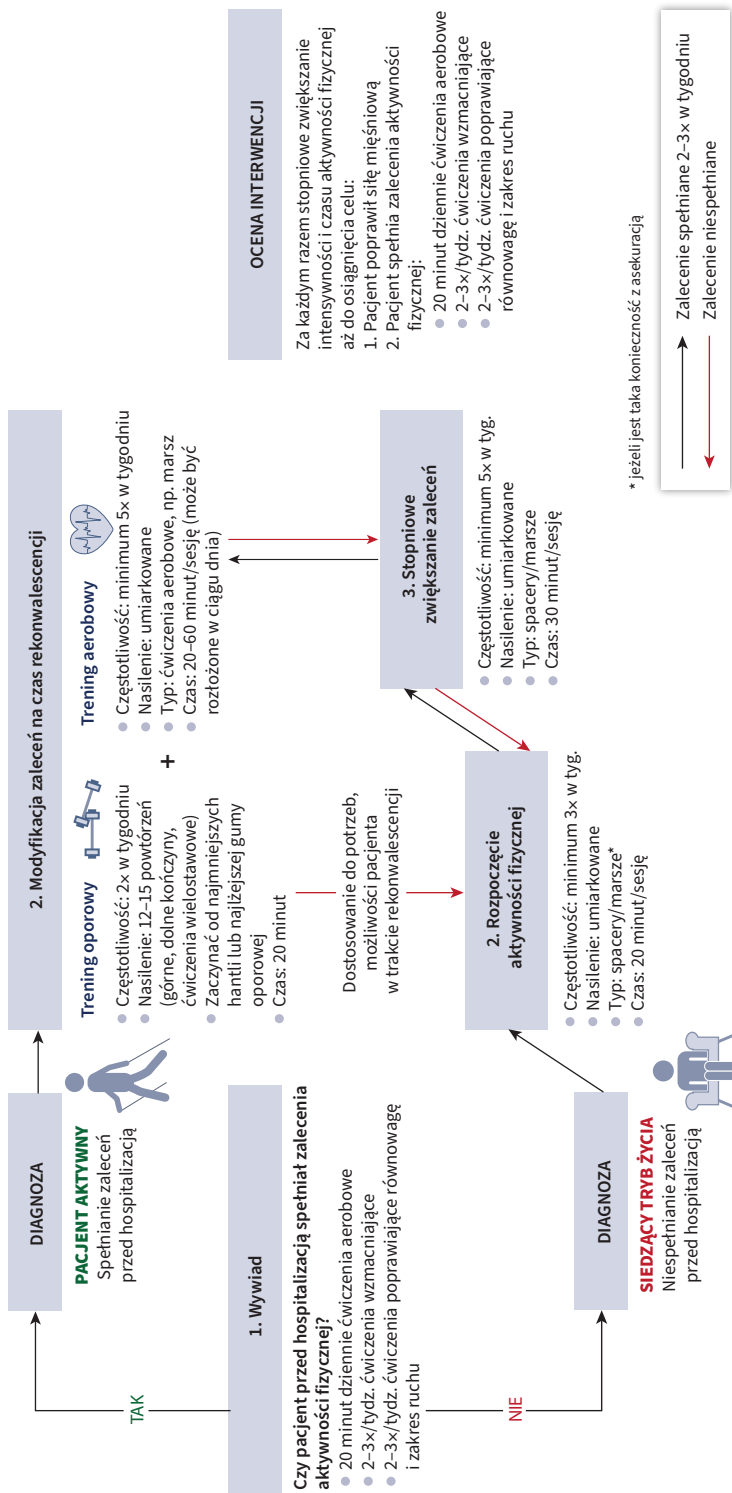 1. Wywiad
Czy pacjent przed hospitalizacją spełniał zalecenia
aktywności fizycznej?
20 minut dziennie ćwiczenia aerobowe
2–3×/tydz. ćwiczenia wzmacniające
2–3×/tydz. ćwiczenia poprawiające równowagę
i zakres ruchu
TAK
NIE
DIAGNOZA
PACJENT AKTYWNY
Spełnianie zaleceń
przed hospitalizacją
DIAGNOZA
SIEDZĄCY TRYB ŻYCIA
Niespełnianie zaleceń
przed hospitalizacją
2. Modyfikacja zaleceń na czas rekonwalescencji
Trening oporowy
Częstotliwość: 2× w tygodniu
Nasilenie: 12–15 powtórzeń
(górne, dolne kończyny,
ćwiczenia wielostawowe)
Zaczynać od najmniejszych
hantli lub najlżejszej gumy
oporowej
Czas: 20 minut
+
Trening aerobowy
Częstotliwość: minimum 5× w tygodniu
Nasilenie: umiarkowane
Typ: ćwiczenia aerobowe, np. marsz
Czas: 20–60 minut/sesję (może być
rozłożone w ciągu dnia)
Dostosowanie do potrzeb,
możliwości pacjenta
w trakcie rekonwalescencji
2. Rozpoczęcie
aktywności fizycznej
Częstotliwość: minimum 3× w tyg.
Nasilenie: umiarkowane
Typ: spacery/marsze*
Czas: 20 minut/sesję
3. Stopniowe
zwiększanie zaleceń
Częstotliwość: minimum 5× w tyg.
Nasilenie: umiarkowane
Typ: spacery/marsze
Czas: 30 minut/sesję
OCENA INTERWENCJI
Za każdym razem stopniowe zwiększanie
intensywności i czasu aktywności fizycznej
aż do osiągnięcia celu:
1. Pacjent poprawił siłę mięśniową
2. Pacjent spełnia zalecenia aktywności
fizycznej:
20 minut dziennie ćwiczenia aerobowe
2–3×/tydz. ćwiczenia wzmacniające
2–3×/tydz. ćwiczenia poprawiające
równowagę i zakres ruchu
* jeżeli jest taka konieczność z asekuracją
Zalecenie spełniane 2–3× w tygodniu
Zalecenie niespełniane